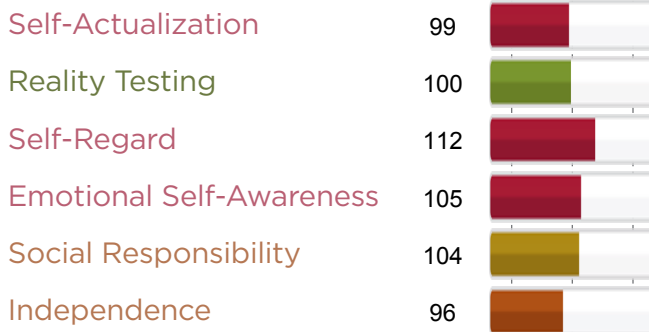 Self-Actualization 99
Reality Testing 100
Self-Regard 112
Emotional Self-Awareness 105
Social Responsibility 104
Independence 96